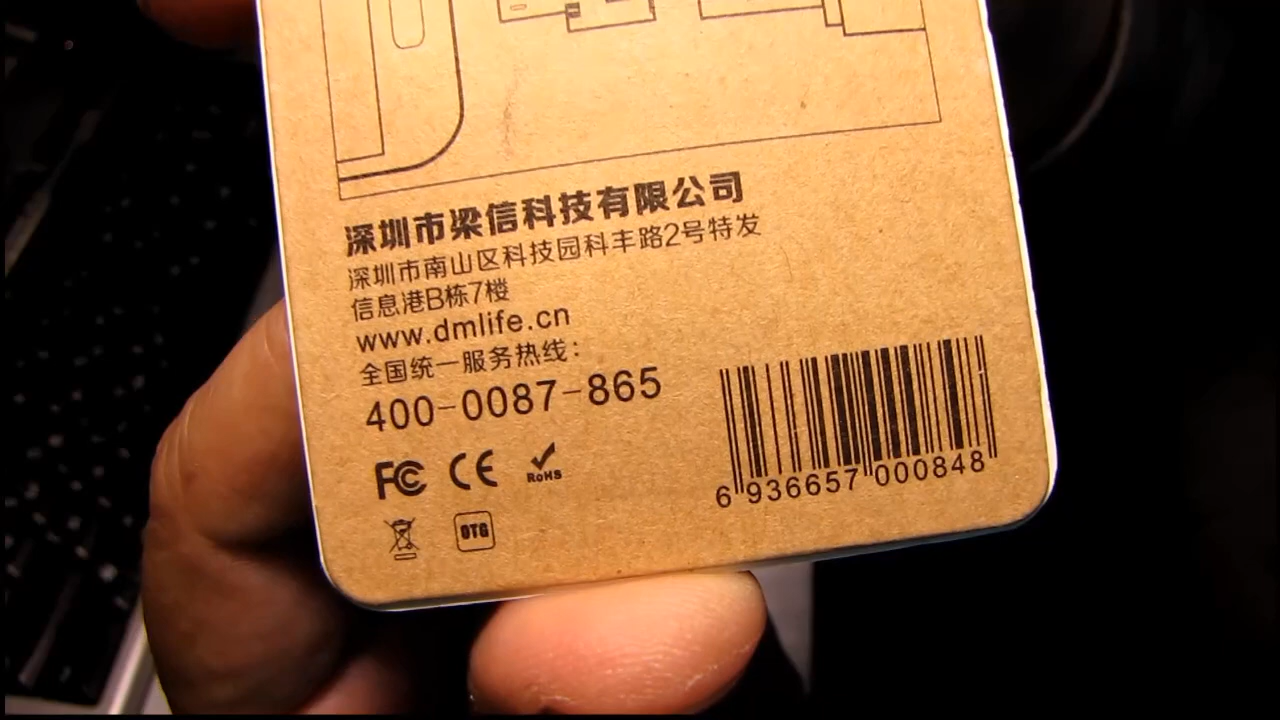 深圳市梁信科技有限公司
深圳市南山区科技园科丰路2号特发
信息港B栋7楼
www.dmlife.cn
全国统一服务热线：
400-0087-865
FC CE RoHS
OTG
6 936657 000848